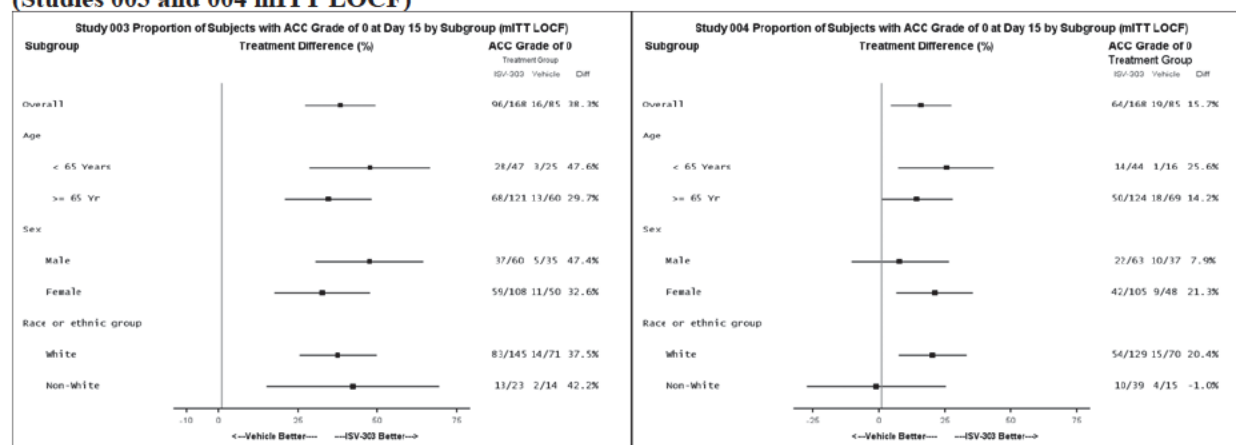 (Studies 003 and 004 mITT LOCF)
Study 003 Proportion of Subjects with ACC Grade of 0 at Day 15 by Subgroup (mITT LOCF)
Subgroup Treatment Difference (%) ACC Grade of 0
Treatment Group
ISV-303 Vehicle Diff
Overall 96/168 16/85 38.3%
Age
< 65 Years 28/47 3/25 47.6%
>= 65 Yr 68/121 13/60 29.7%
Sex
Male 37/60 5/35 47.4%
Female 59/108 11/50 32.6%
Race or ethnic group
White 83/145 14/71 37.5%
Non-White 13/23 2/14 42.2%
-10 0 25 50 75
<---Vehicle Better---- ----ISV-303 Better--->
Study 004 Proportion of Subjects with ACC Grade of 0 at Day 15 by Subgroup (mITT LOCF)
Subgroup Treatment Difference (%) ACC Grade of 0
Treatment Group
ISV-303 Vehicle Diff
Overall 64/168 19/85 15.7%
Age
< 65 Years 14/44 1/16 25.6%
>= 65 Yr 50/124 18/69 14.2%
Sex
Male 22/63 10/37 7.9%
Female 42/105 9/48 21.3%
Race or ethnic group
White 54/129 15/70 20.4%
Non-White 10/39 4/15 -1.0%
-25 0 25 50 75
<---Vehicle Better---- ----ISV-303 Better--->